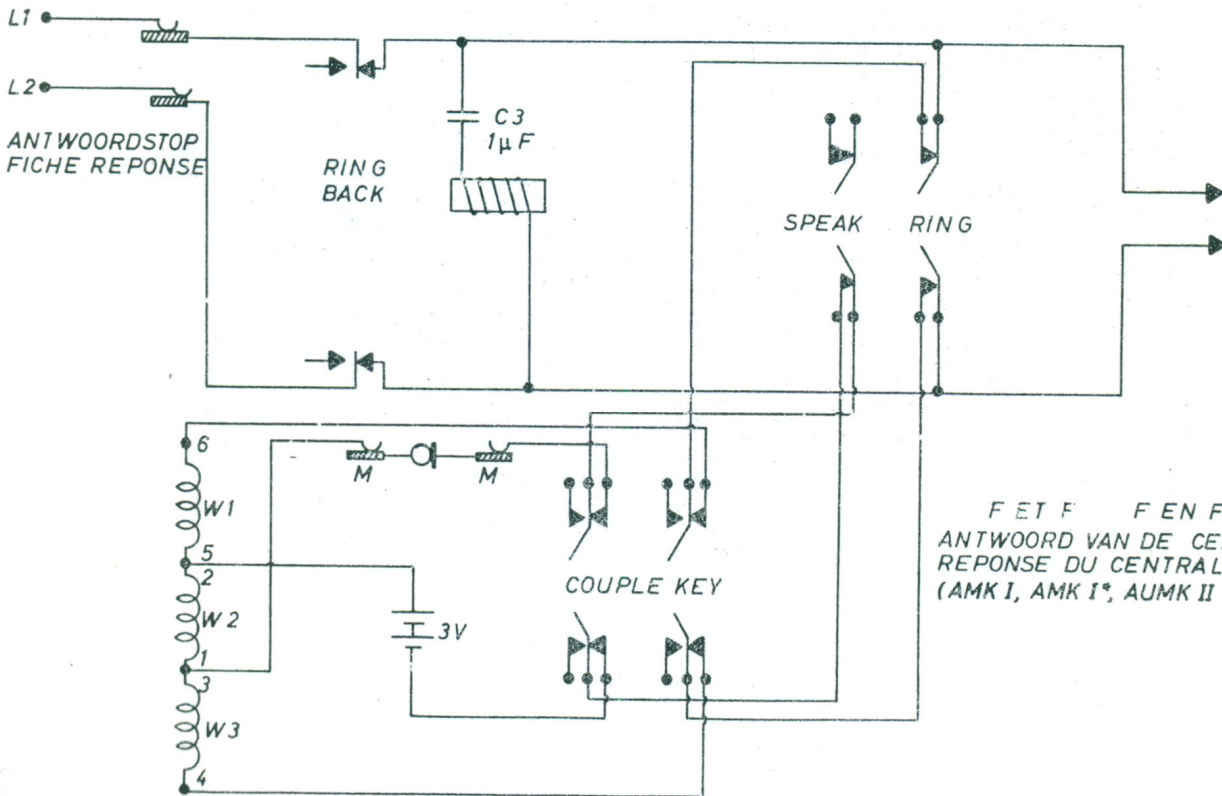 L1
L2
ANTWOORDSTOP
FICHE REPONSE
RING
BACK
C3
1µF
SPEAK
RING
6
W1
5
2
W2
1
3
W3
4
M
M
3V
COUPLE KEY
F ET F F EN F
ANTWOORD VAN DE
REPONSE DU CENTRAL
(AMK I, AMK I*, AUMK II